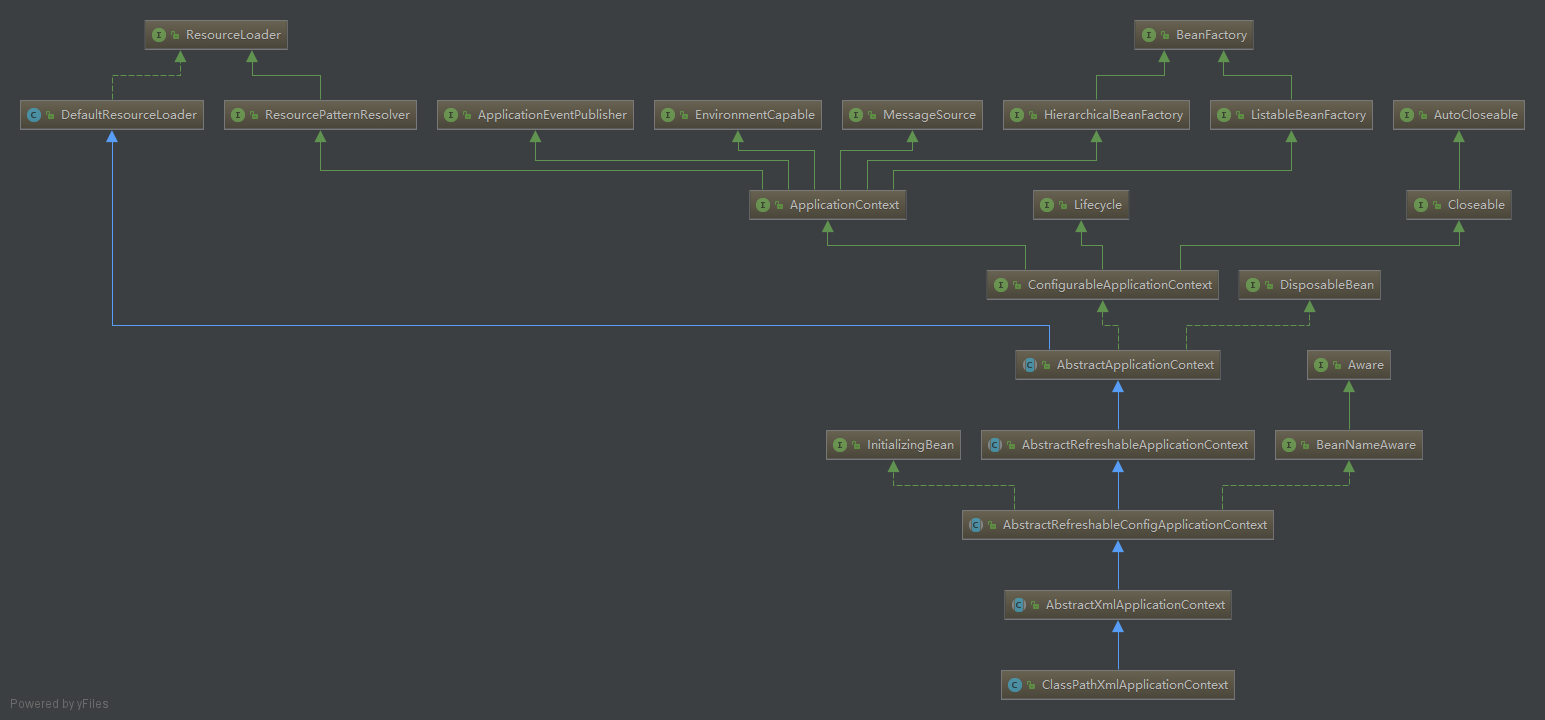 ResourceLoader
BeanFactory
DefaultResourceLoader
ResourcePatternResolver
ApplicationEventPublisher
EnvironmentCapable
MessageSource
HierarchicalBeanFactory
ListableBeanFactory
AutoCloseable
ApplicationContext
Lifecycle
Closeable
ConfigurableApplicationContext
DisposableBean
AbstractApplicationContext
Aware
InitializingBean
AbstractRefreshableApplicationContext
BeanNameAware
AbstractRefreshableConfigApplicationContext
AbstractXmlApplicationContext
ClassPathXmlApplicationContext
Powered by yFiles